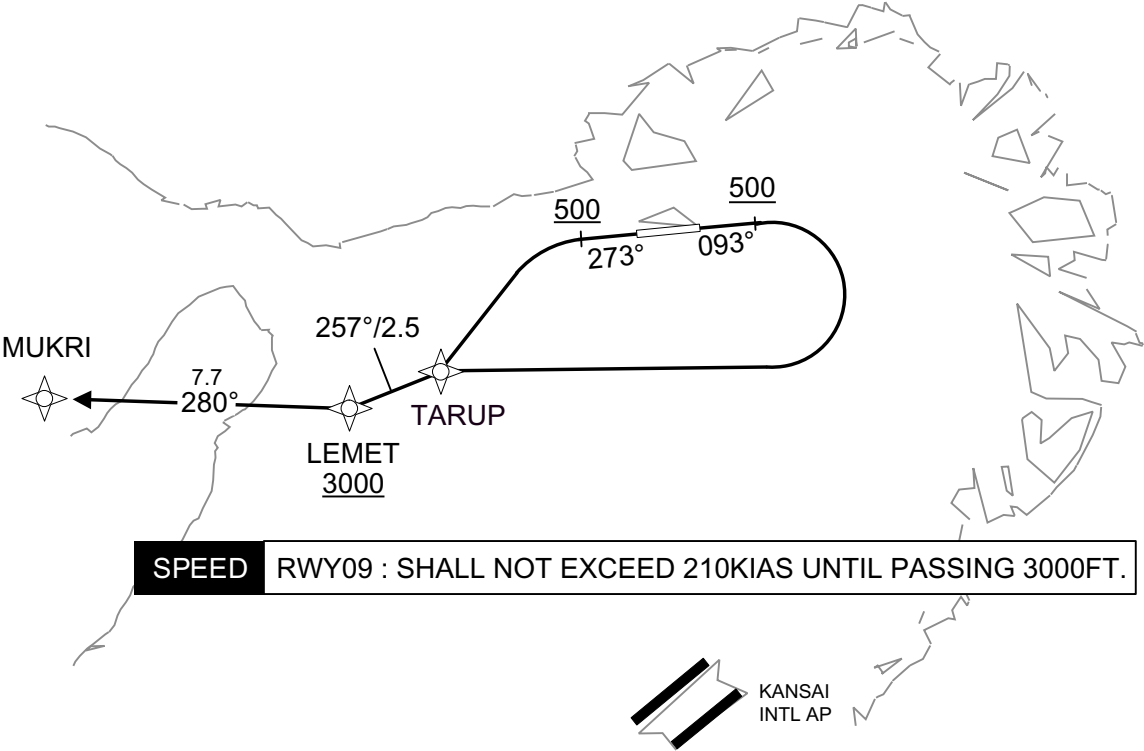 500
500
273°
093°
257°/2.5
MUKRI
7.7
280°
TARUP
LEMET
3000
SPEED
RWY09 : SHALL NOT EXCEED 210KIAS UNTIL PASSING 3000FT.
KANSAI
INTL AP